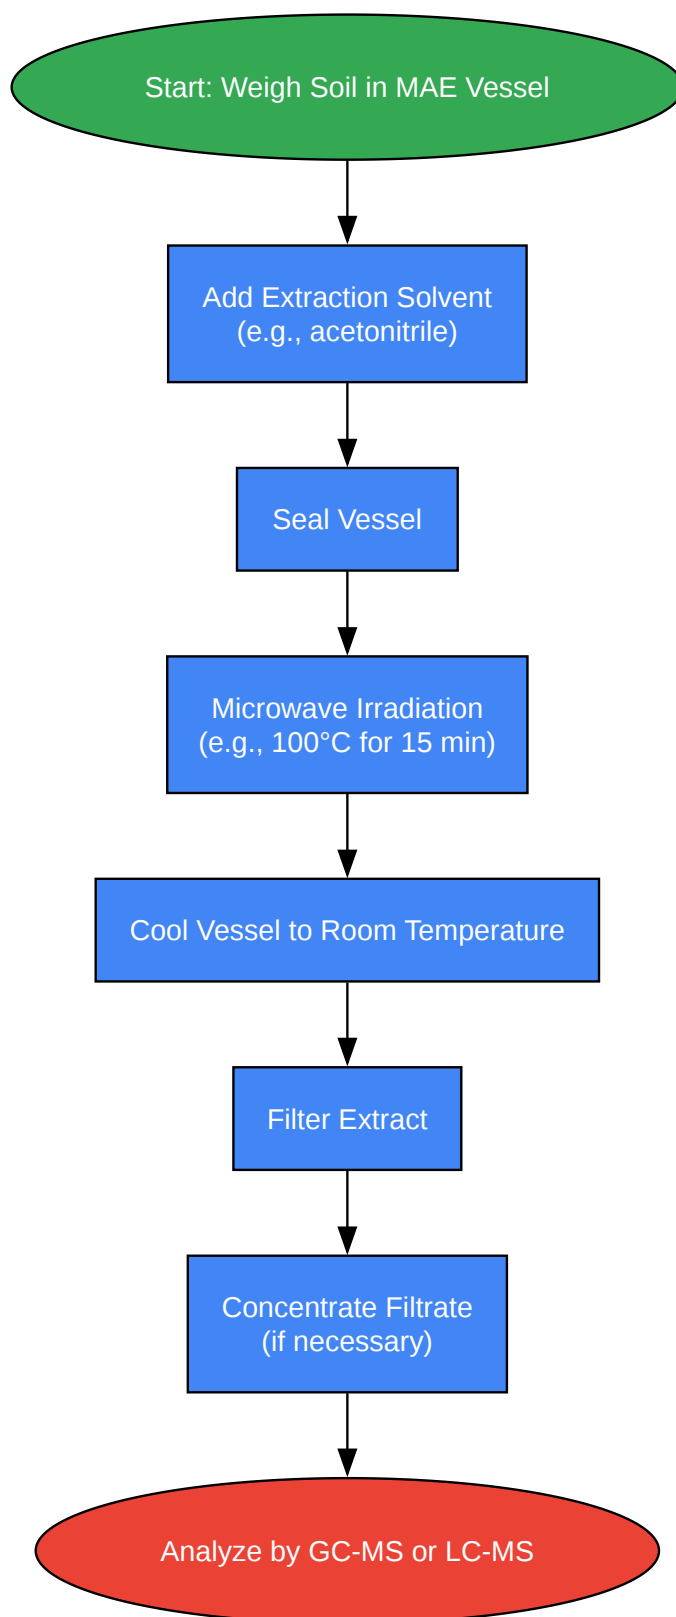 Start: Weigh Soil in MAE Vessel
Add Extraction Solvent
(e.g., acetonitrile)
Seal Vessel
Microwave Irradiation
(e.g., 100°C for 15 min)
Cool Vessel to Room Temperature
Filter Extract
Concentrate Filtrate
(if necessary)
Analyze by GC-MS or LC-MS